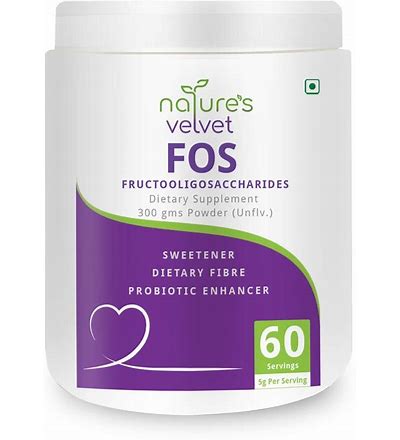 nature's
velvet
FOS
FRUCTOOLIGOSACCHARIDES
Dietary Supplement
300 gms Powder (Unflv.)
SWEETENER
DIETARY FIBRE
PROBIOTIC ENHANCER
60
Servings
5g Per Serving